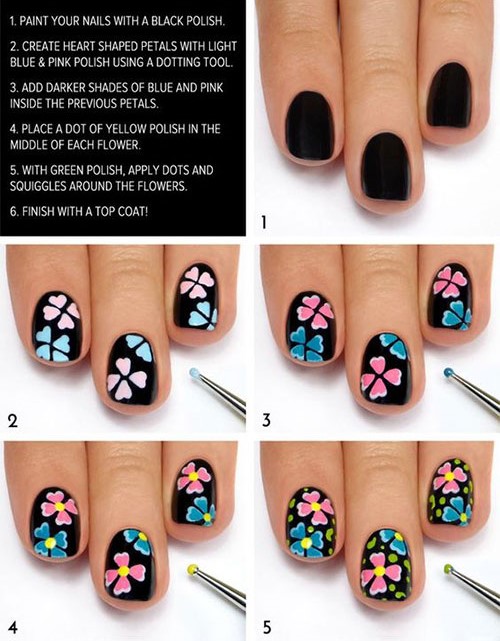 1. PAINT YOUR NAILS WITH A BLACK POLISH.
2. CREATE HEART SHAPED PETALS WITH LIGHT
BLUE & PINK POLISH USING A DOTTING TOOL.
3. ADD DARKER SHADES OF BLUE AND PINK
INSIDE THE PREVIOUS PETALS.
4. PLACE A DOT OF YELLOW POLISH IN THE
MIDDLE OF EACH FLOWER.
5. WITH GREEN POLISH, APPLY DOTS AND
SQUIGGLES AROUND THE FLOWERS.
6. FINISH WITH A TOP COAT!
1
2
3
4
5